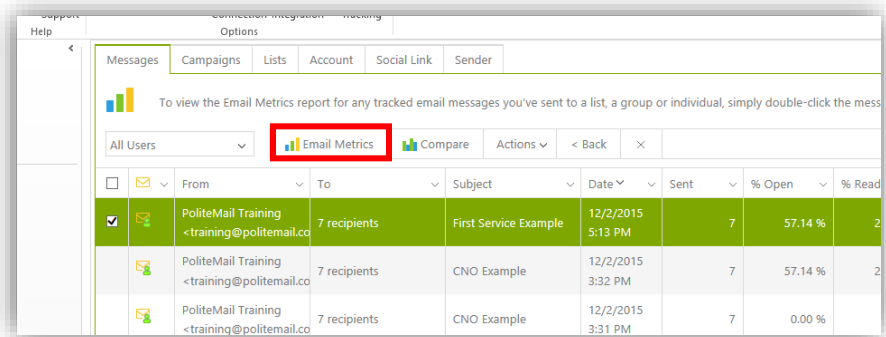 Help Options
Messages Campaigns Lists Account Social Link Sender
To view the Email Metrics report for any tracked email messages you've sent to a list, a group or individual, simply double-click the mess
All Users Email Metrics Compare Actions < Back ×
From To Subject Date Sent % Open % Read
PoliteMail Training 12/2/2015
<training@politemail.co 7 recipients First Service Example 5:13 PM 7 57.14 % 2
PoliteMail Training 12/2/2015
<training@politemail.co 7 recipients CNO Example 3:32 PM 7 57.14 % 2
PoliteMail Training 12/2/2015
<training@politemail.co 7 recipients CNO Example 3:31 PM 7 0.00 %